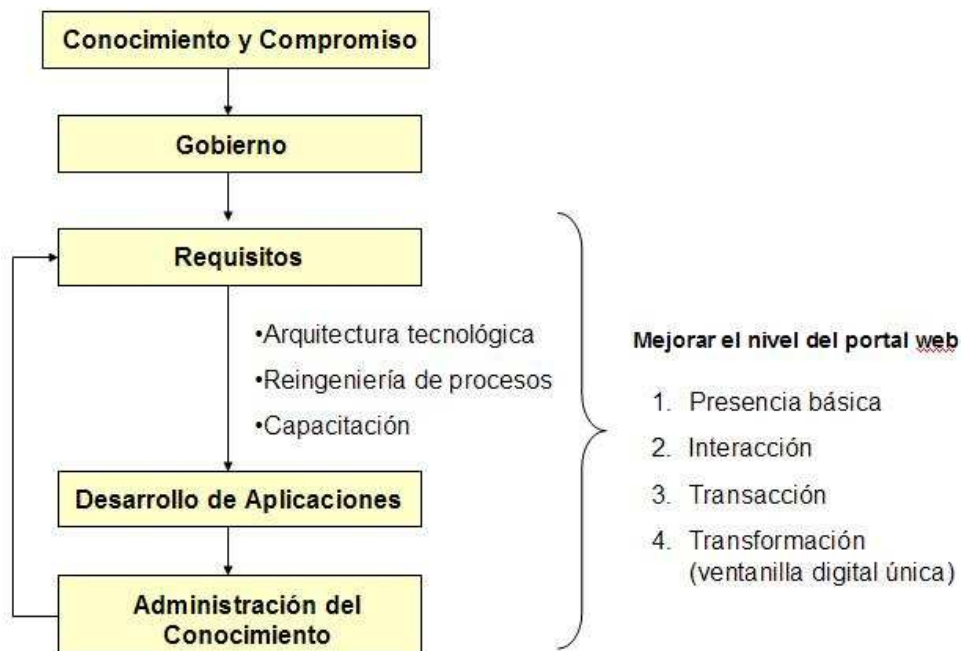 Conocimiento y Compromiso
Gobierno
Requisitos
•Arquitectura tecnológica
•Reingeniería de procesos
•Capacitación
Desarrollo de Aplicaciones
Administración del
Conocimiento
Mejorar el nivel del portal web
1. Presencia básica
2. Interacción
3. Transacción
4. Transformación
(ventanilla digital única)